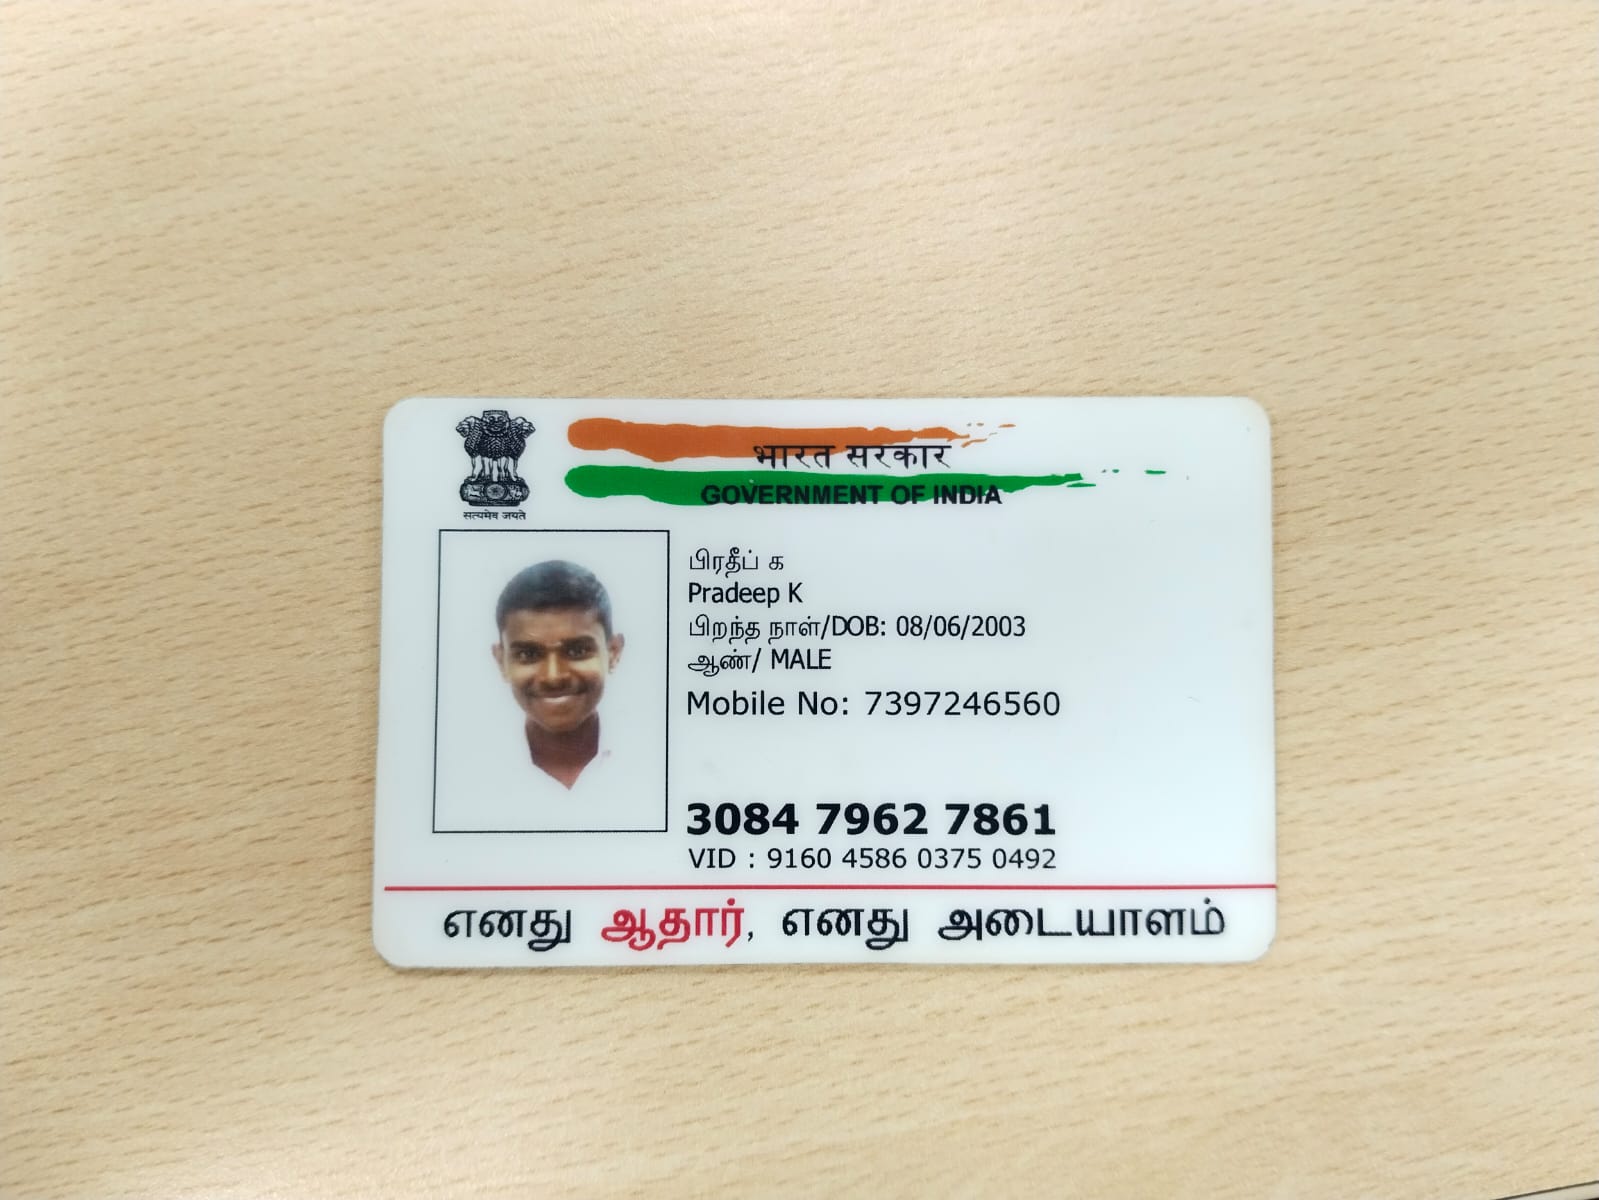 भारत सरकार
GOVERNMENT OF INDIA
सत्यमेव जयते
பிரதீப் க
Pradeep K
பிறந்த நாள்/DOB: 08/06/2003
ஆண்/ MALE
Mobile No: 7397246560
3084 7962 7861
VID : 9160 4586 0375 0492
எனது ஆதார், எனது அடையாளம்